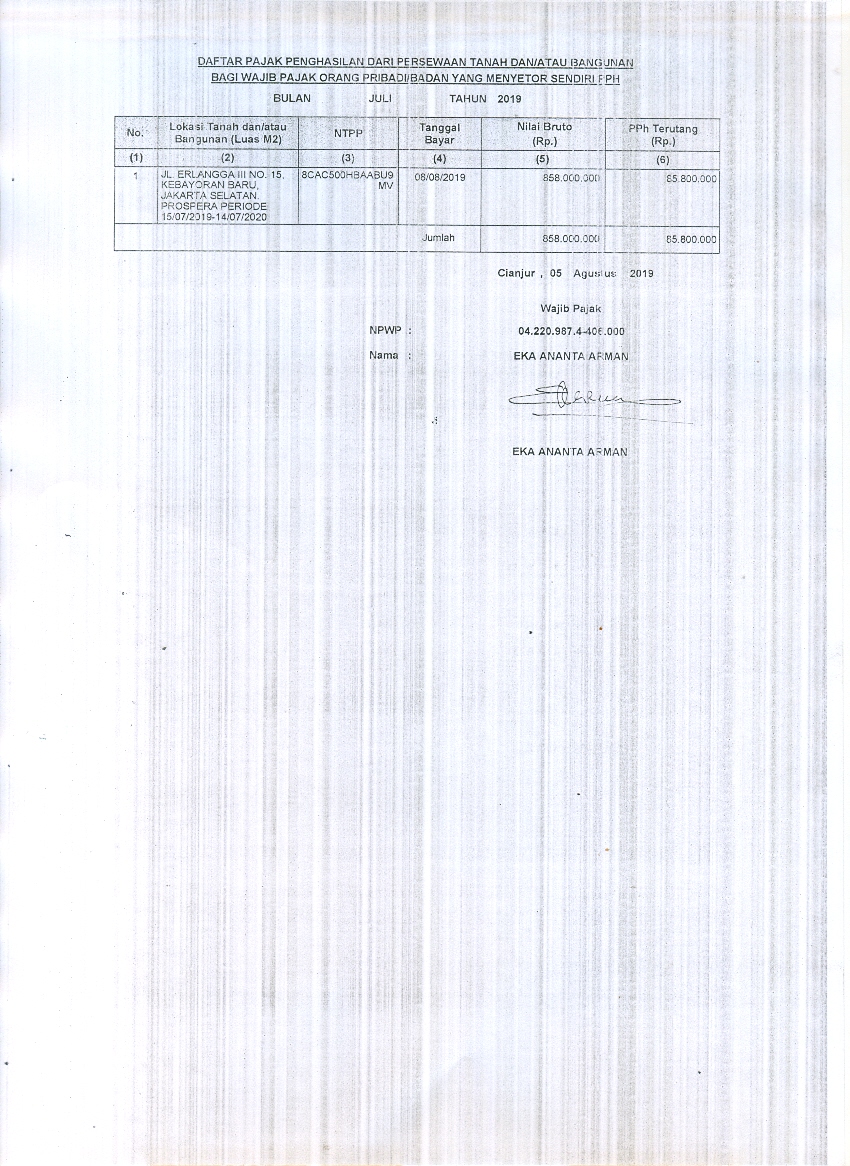 DAFTAR PAJAK PENGHASILAN DARI PERSEWAAN TANAH DAN/ATAU BANGUNAN
BAGI WAJIB PAJAK ORANG PRIBADI/BADAN YANG MENYETOR SENDIRI PPH
BULAN JULI TAHUN 2019
No. Lokasi Tanah dan/atau Bangunan (Luas M2) NTPP Tanggal Bayar Nilai Bruto (Rp.) PPh Terutang (Rp.)
(1) (2) (3) (4) (5) (6)
1 JL. ERLANGGA III NO. 15, 8CAC500HBAABU9 08/08/2019 858.000.000 85.800.000
KEBAYORAN BARU, MV
JAKARTA SELATAN.
PROSPERA PERIODE
15/07/2019-14/07/2020
Jumlah 858.000.000 85.800.000
Cianjur , 05 Agustus 2019
Wajib Pajak
NPWP : 04.220.987.4-406.000
Nama : EKA ANANTA ARMAN
EKA ANANTA ARMAN